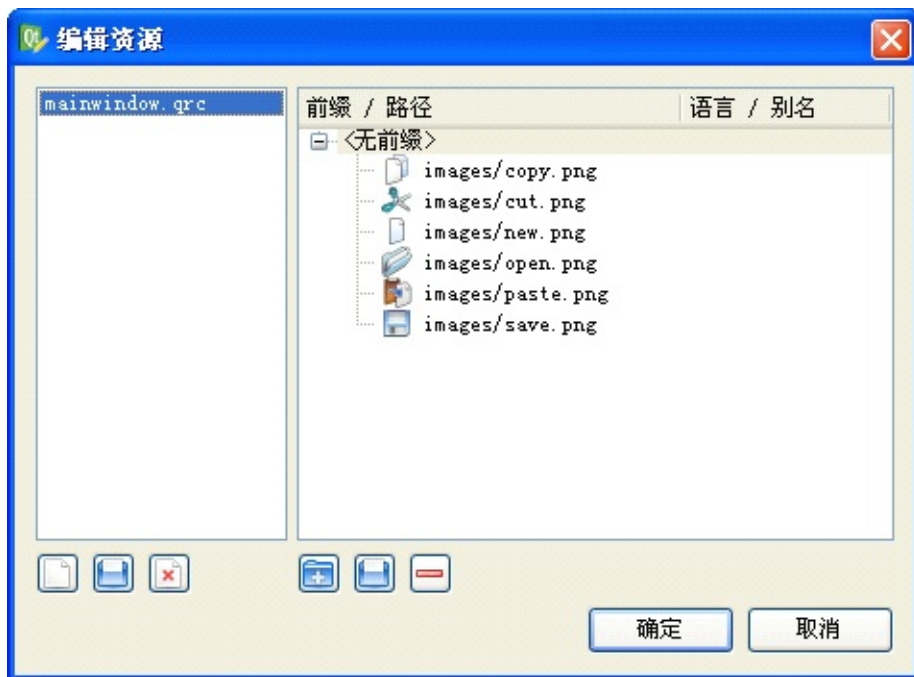 编辑资源
mainwindow.qrc
前缀 / 路径
语言 / 别名
<无前缀>
images/copy.png
images/cut.png
images/new.png
images/open.png
images/paste.png
images/save.png
确定
取消